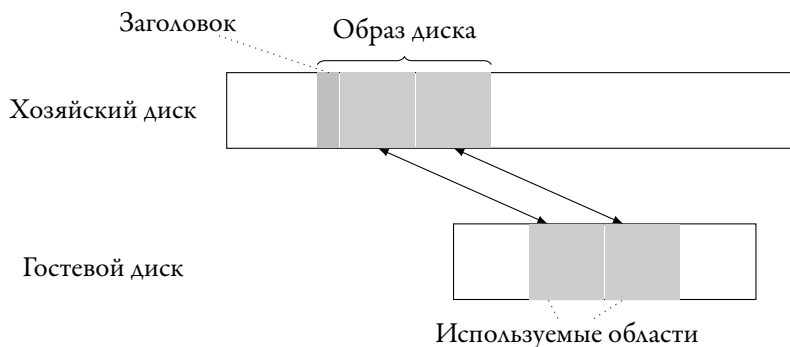 Заголовок
Образ диска
Хозяйский диск
Гостевой диск
Используемые области